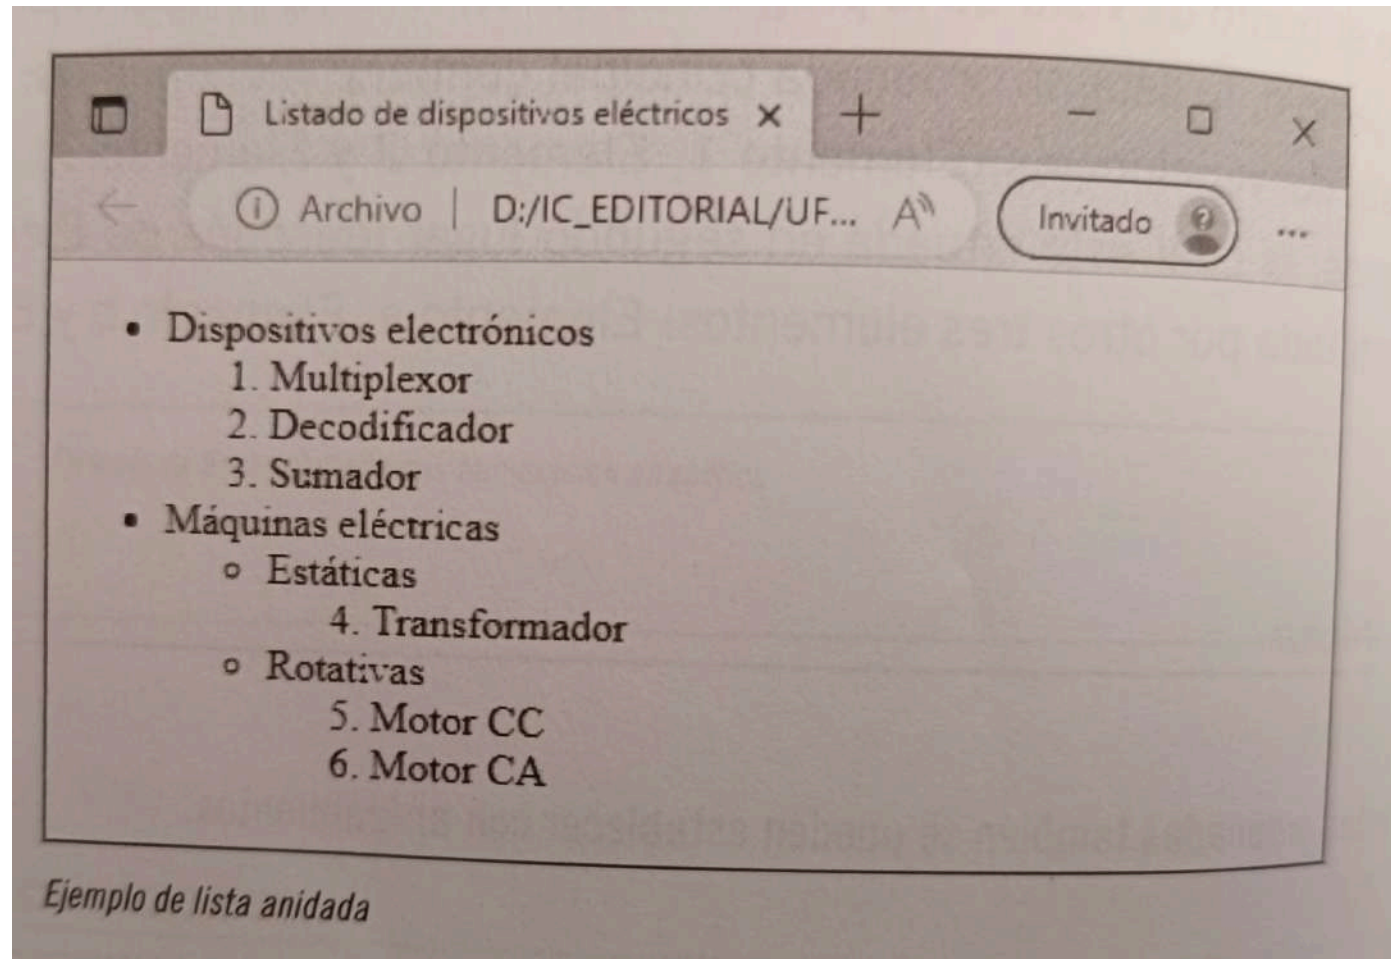 Listado de dispositivos eléctricos
Archivo | D:/IC_EDITORIAL/UF... A Invitado ...
• Dispositivos electrónicos
1. Multiplexor
2. Decodificador
3. Sumador
• Máquinas eléctricas
○ Estáticas
4. Transformador
○ Rotativas
5. Motor CC
6. Motor CA
Ejemplo de lista anidada